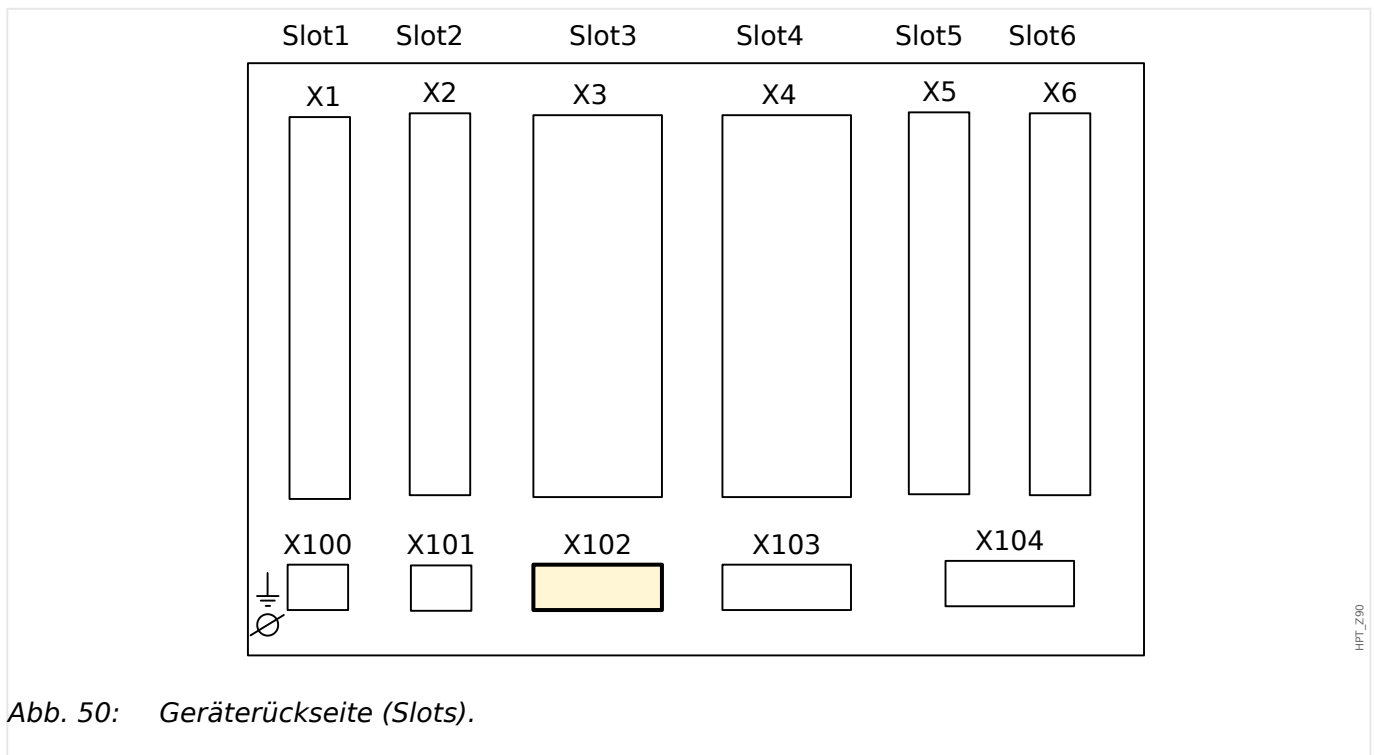 Slot1 Slot2 Slot3 Slot4 Slot5 Slot6
X1 X2 X3 X4 X5 X6
X100 X101 X102 X103 X104
HPT_Z90
Abb. 50: Geräterückseite (Slots).